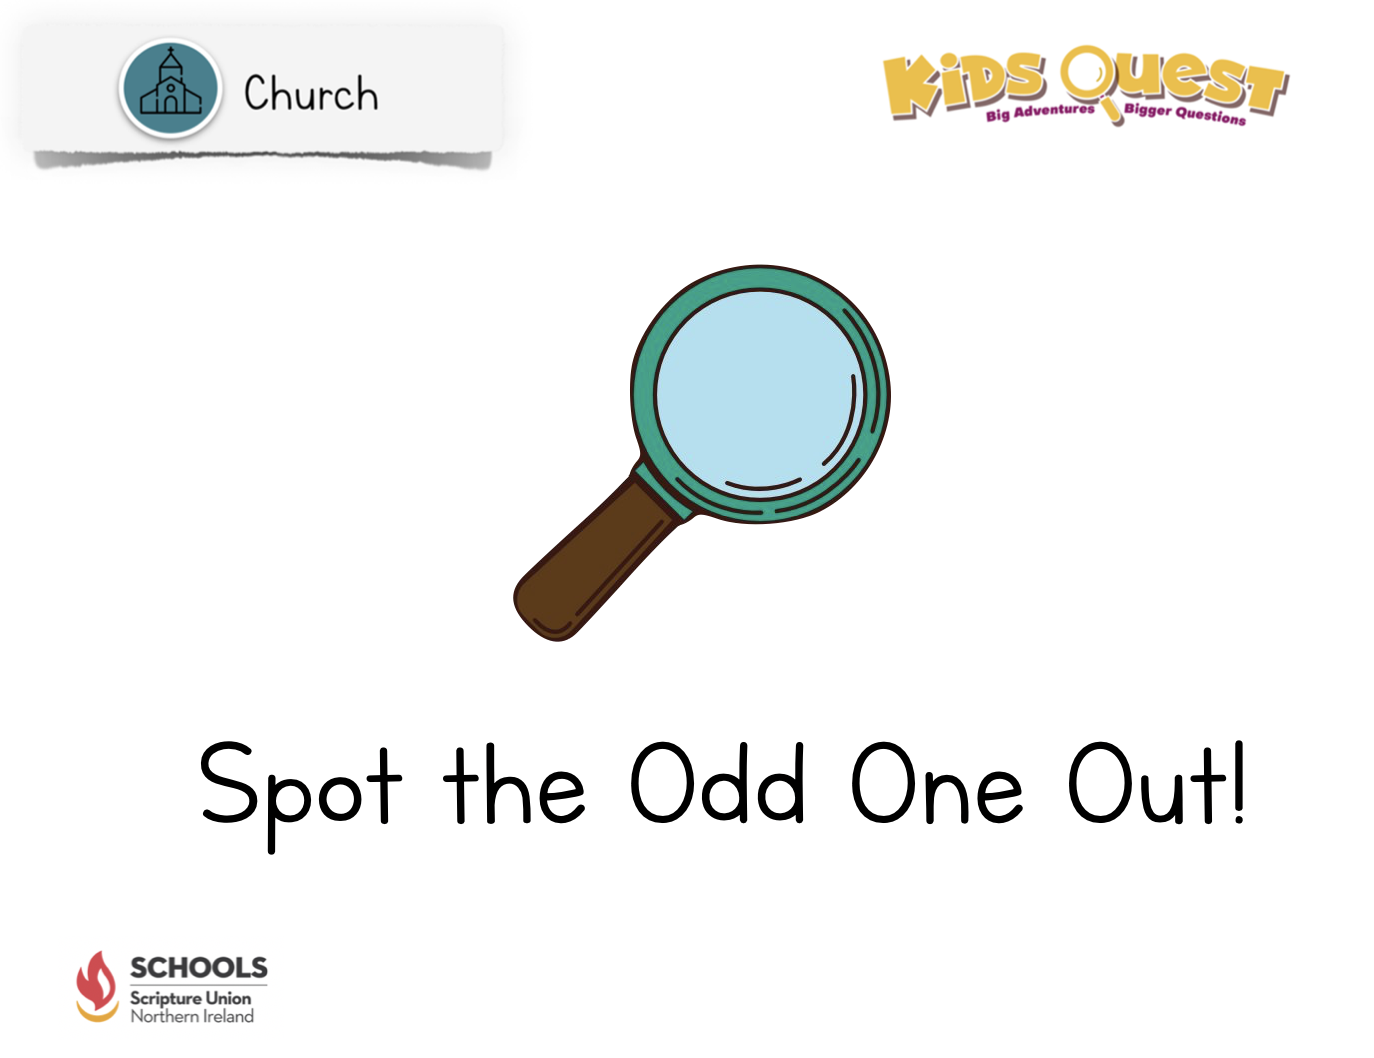 Church
KiDS QUEST
Big Adventures Bigger Questions
Spot the Odd One Out!
SCHOOLS
Scripture Union
Northern Ireland